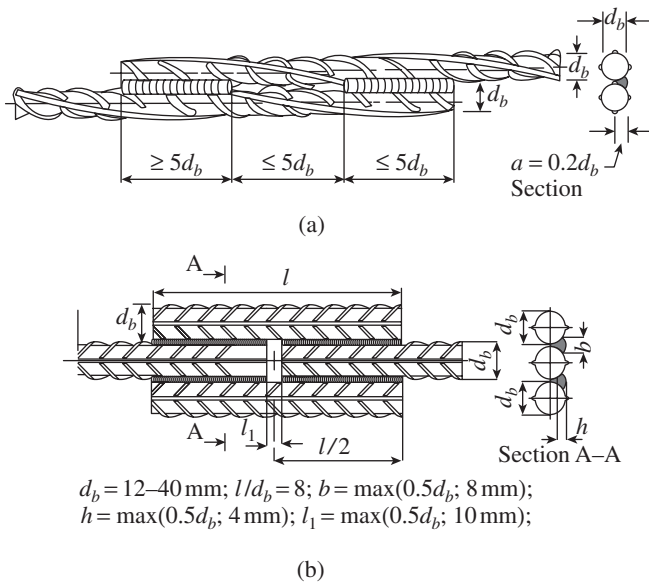 d_b
d_b
d_b
≥ 5d_b ≤ 5d_b ≤ 5d_b
a = 0.2d_b
Section
(a)
A
l
d_b
d_b
d_b
b
d_b
A
l_1
l/2
h
Section A–A
d_b = 12–40 mm; l/d_b = 8; b = max(0.5d_b; 8 mm);
h = max(0.5d_b; 4 mm); l_1 = max(0.5d_b; 10 mm);
(b)